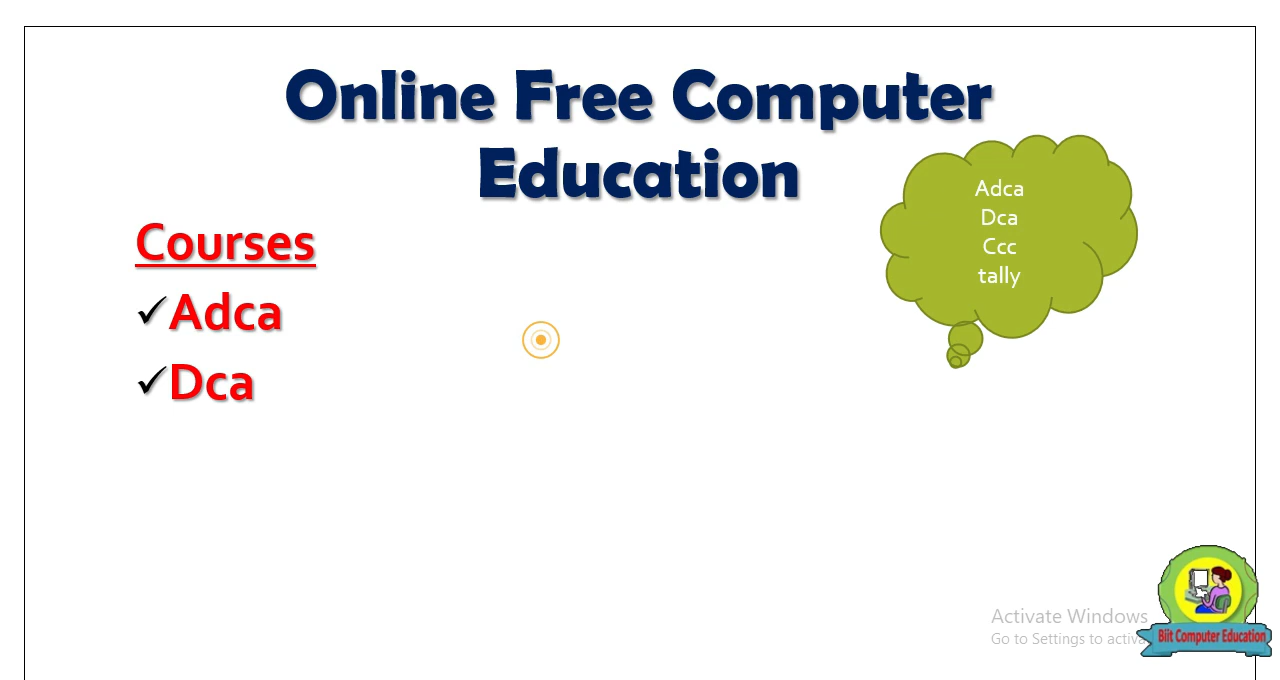 Online Free Computer
Education
Courses
Adca
Dca
Adca
Dca
Ccc
tally
Activate Windows
Go to Settings to activa
Biit Computer Education